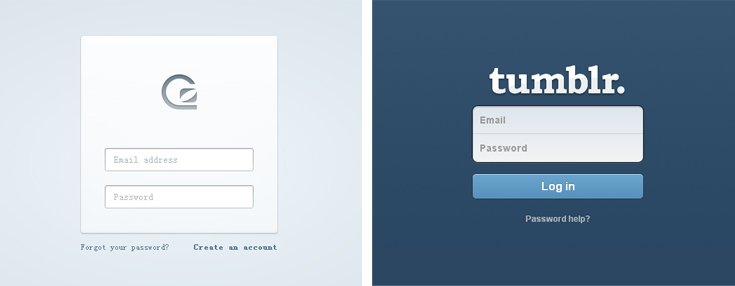 Email address
Password
Forgot your password? Create an account
tumblr.
Email
Password
Log in
Password help?